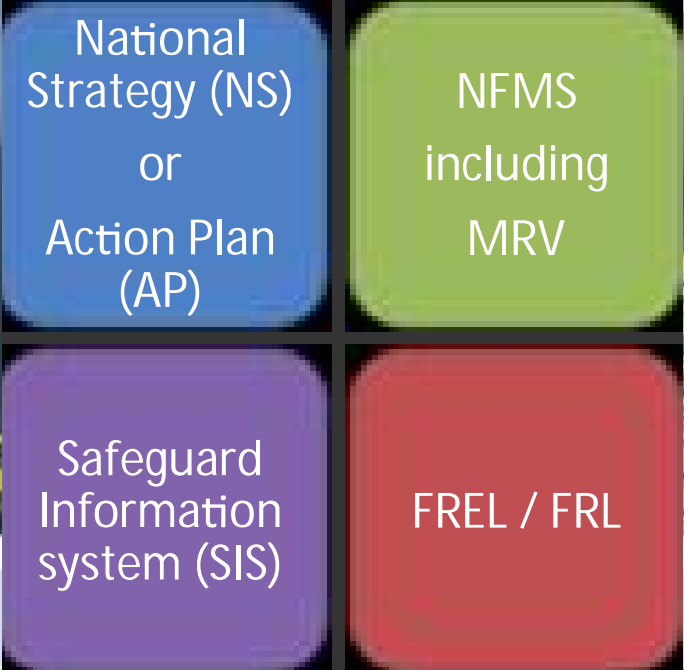 National
Strategy (NS)
or
Action Plan
(AP)
NFMS
including
MRV
Safeguard
Information
system (SIS)
FREL / FRL